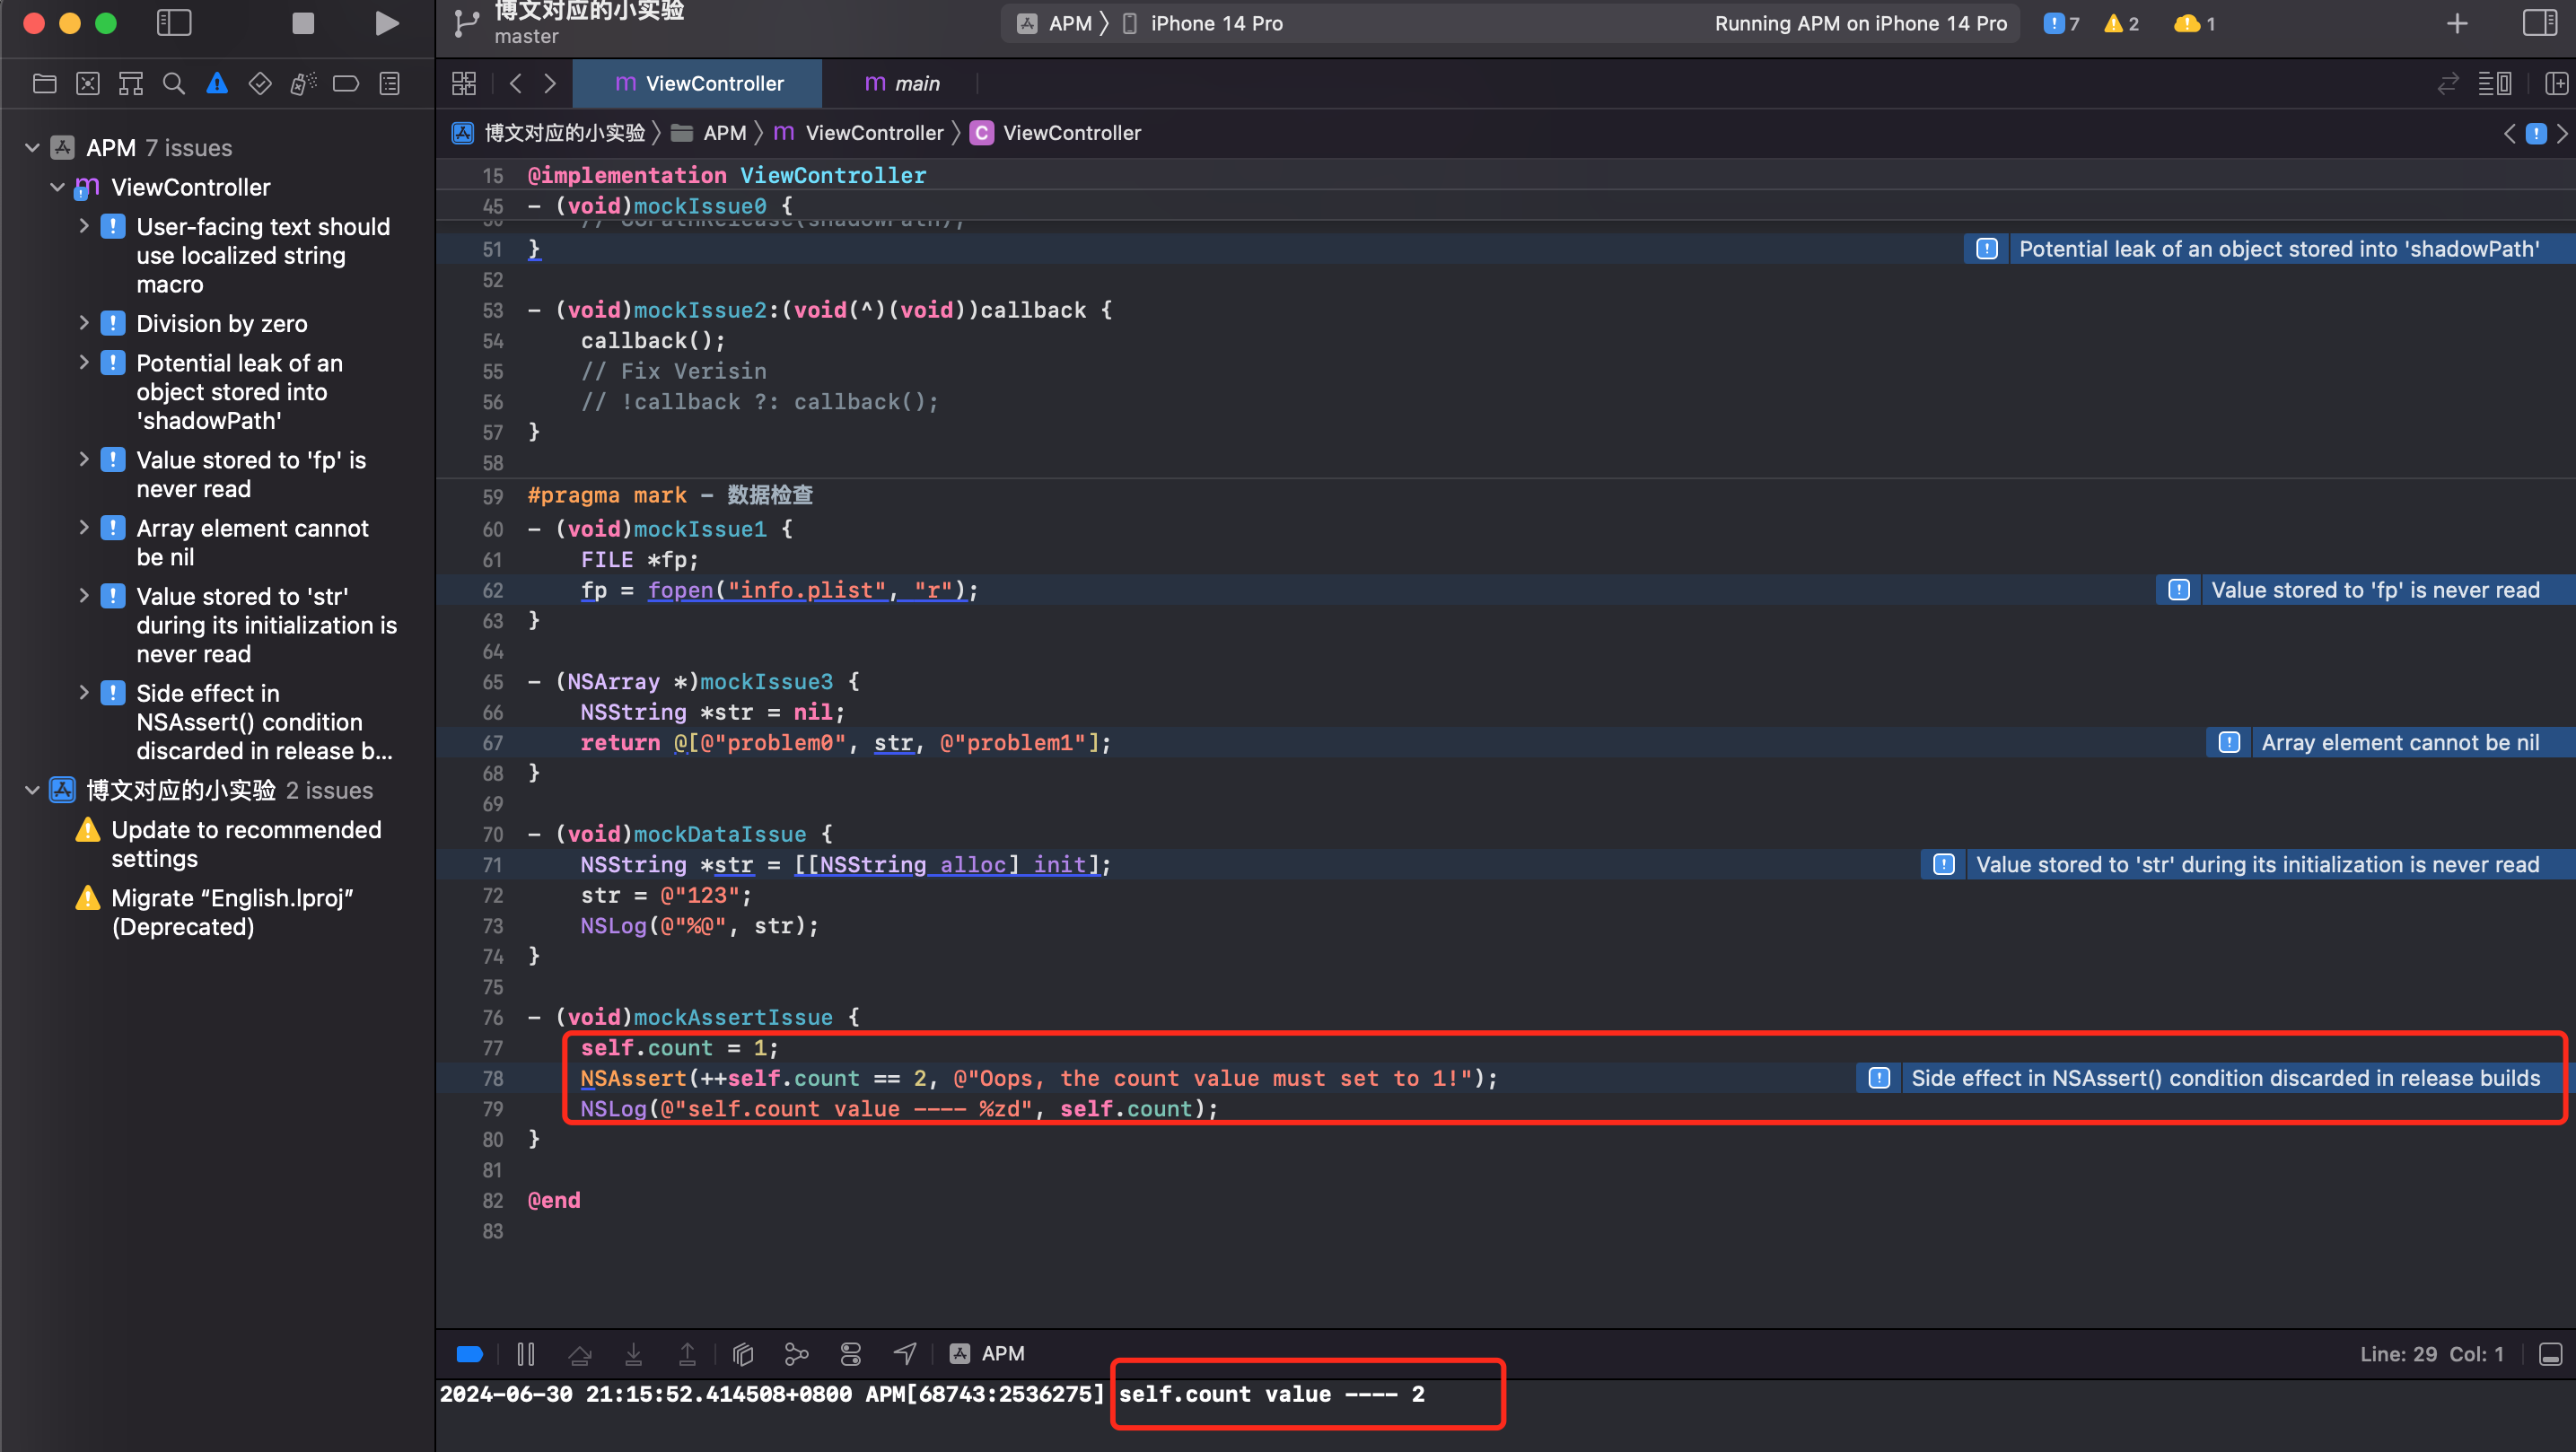 博文对应的小实验
master
APM 〉 iPhone 14 Pro
Running APM on iPhone 14 Pro
7
2
1
ViewController
main
博文对应的小实验 〉 APM 〉 m ViewController 〉 C ViewController
APM 7 issues
ViewController
User-facing text should
use localized string
macro
Division by zero
Potential leak of an
object stored into
'shadowPath'
Value stored to 'fp' is
never read
Array element cannot
be nil
Value stored to 'str'
during its initialization is
never read
Side effect in
NSAssert() condition
discarded in release b...
博文对应的小实验 2 issues
Update to recommended
settings
Migrate “English.lproj”
(Deprecated)
15 @implementation ViewController
45 - (void)mockIssue0 {
51 }
Potential leak of an object stored into 'shadowPath'
52
53 - (void)mockIssue2:(void(^)(void))callback {
54 callback();
55 // Fix Verisin
56 // !callback ?: callback();
57 }
58
59 #pragma mark - 数据检查
60 - (void)mockIssue1 {
61 FILE *fp;
62 fp = fopen("info.plist", "r");
Value stored to 'fp' is never read
63 }
64
65 - (NSArray *)mockIssue3 {
66 NSString *str = nil;
67 return @[@"problem0", str, @"problem1"];
Array element cannot be nil
68 }
69
70 - (void)mockDataIssue {
71 NSString *str = [[NSString alloc] init];
Value stored to 'str' during its initialization is never read
72 str = @"123";
73 NSLog(@"%@", str);
74 }
75
76 - (void)mockAssertIssue {
77 self.count = 1;
78 NSAssert(++self.count == 2, @"Oops, the count value must set to 1!");
Side effect in NSAssert() condition discarded in release builds
79 NSLog(@"self.count value ---- %zd", self.count);
80 }
81
82 @end
83
APM
Line: 29 Col: 1
2024-06-30 21:15:52.414508+0800 APM[68743:2536275] self.count value ---- 2